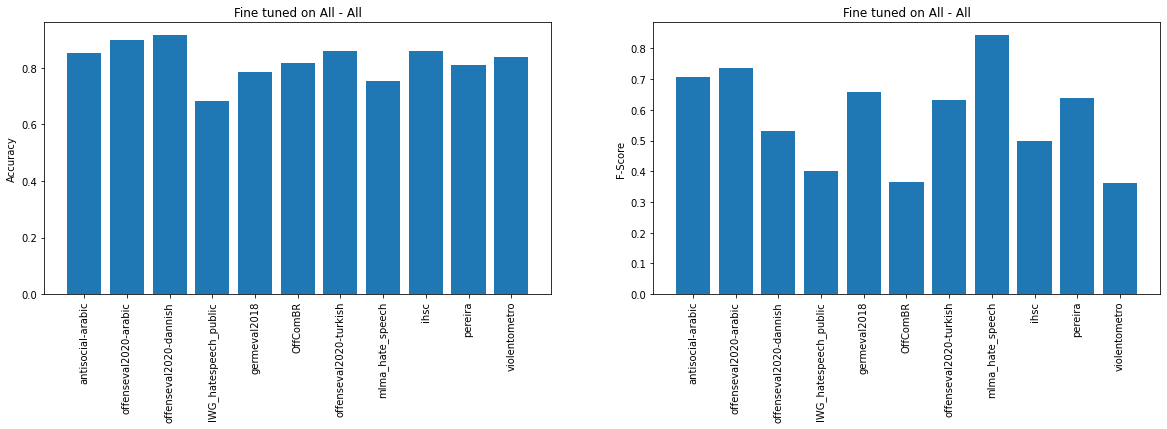 Fine tuned on All - All
Accuracy
0.8
0.6
0.4
0.2
0.0
antisocial-arabic
offenseval2020-arabic
offenseval2020-dannish
IWG_hatespeech_public
germeval2018
OffComBR
offenseval2020-turkish
mlma_hate_speech
ihsc
pereira
violentometro
Fine tuned on All - All
F-Score
0.8
0.7
0.6
0.5
0.4
0.3
0.2
0.1
0.0
antisocial-arabic
offenseval2020-arabic
offenseval2020-dannish
IWG_hatespeech_public
germeval2018
OffComBR
offenseval2020-turkish
mlma_hate_speech
ihsc
pereira
violentometro